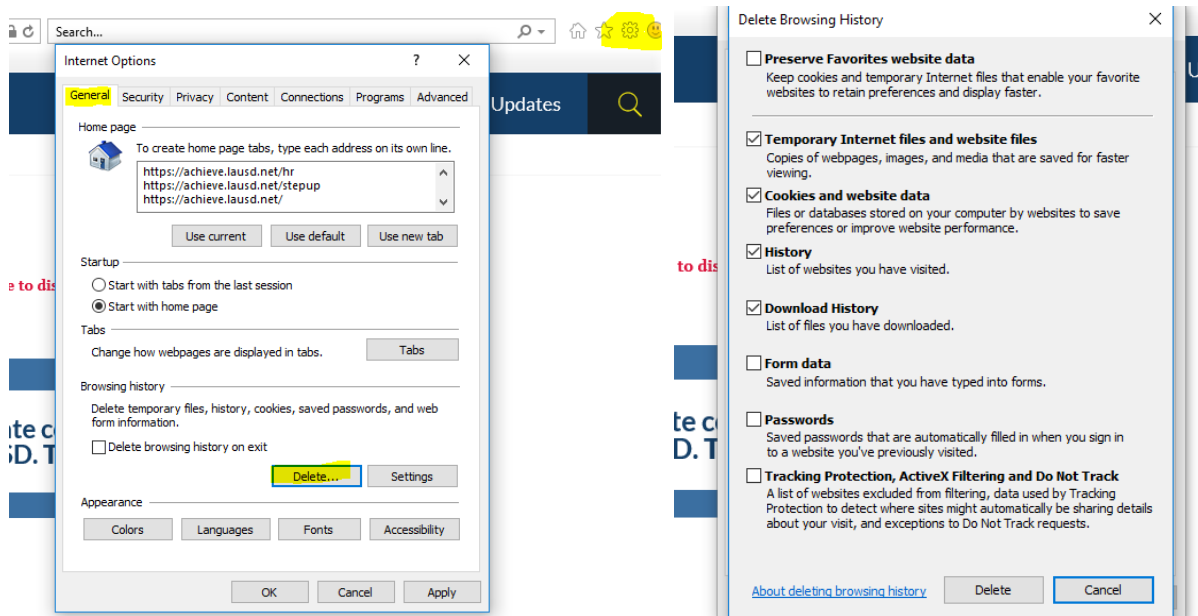 Search...
Internet Options
?
General Security Privacy Content Connections Programs Advanced
Updates
Home page
To create home page tabs, type each address on its own line.
https://achieve.lausd.net/hr
https://achieve.lausd.net/stepup
https://achieve.lausd.net/
Use current Use default Use new tab
Startup
e to dis
Start with tabs from the last session
Start with home page
Tabs
Change how webpages are displayed in tabs. Tabs
Browsing history
Delete temporary files, history, cookies, saved passwords, and web
form information.
te c
SD. T
Delete browsing history on exit
Delete... Settings
Appearance
Colors Languages Fonts Accessibility
OK Cancel Apply
Delete Browsing History
U
Preserve Favorites website data
Keep cookies and temporary Internet files that enable your favorite
websites to retain preferences and display faster.
Temporary Internet files and website files
Copies of webpages, images, and media that are saved for faster
viewing.
Cookies and website data
Files or databases stored on your computer by websites to save
preferences or improve website performance.
History
List of websites you have visited.
to dis
Download History
List of files you have downloaded.
Form data
Saved information that you have typed into forms.
te c
D. T
Passwords
Saved passwords that are automatically filled in when you sign in
to a website you've previously visited.
Tracking Protection, ActiveX Filtering and Do Not Track
A list of websites excluded from filtering, data used by Tracking
Protection to detect where sites might automatically be sharing details
about your visit, and exceptions to Do Not Track requests.
About deleting browsing history Delete Cancel